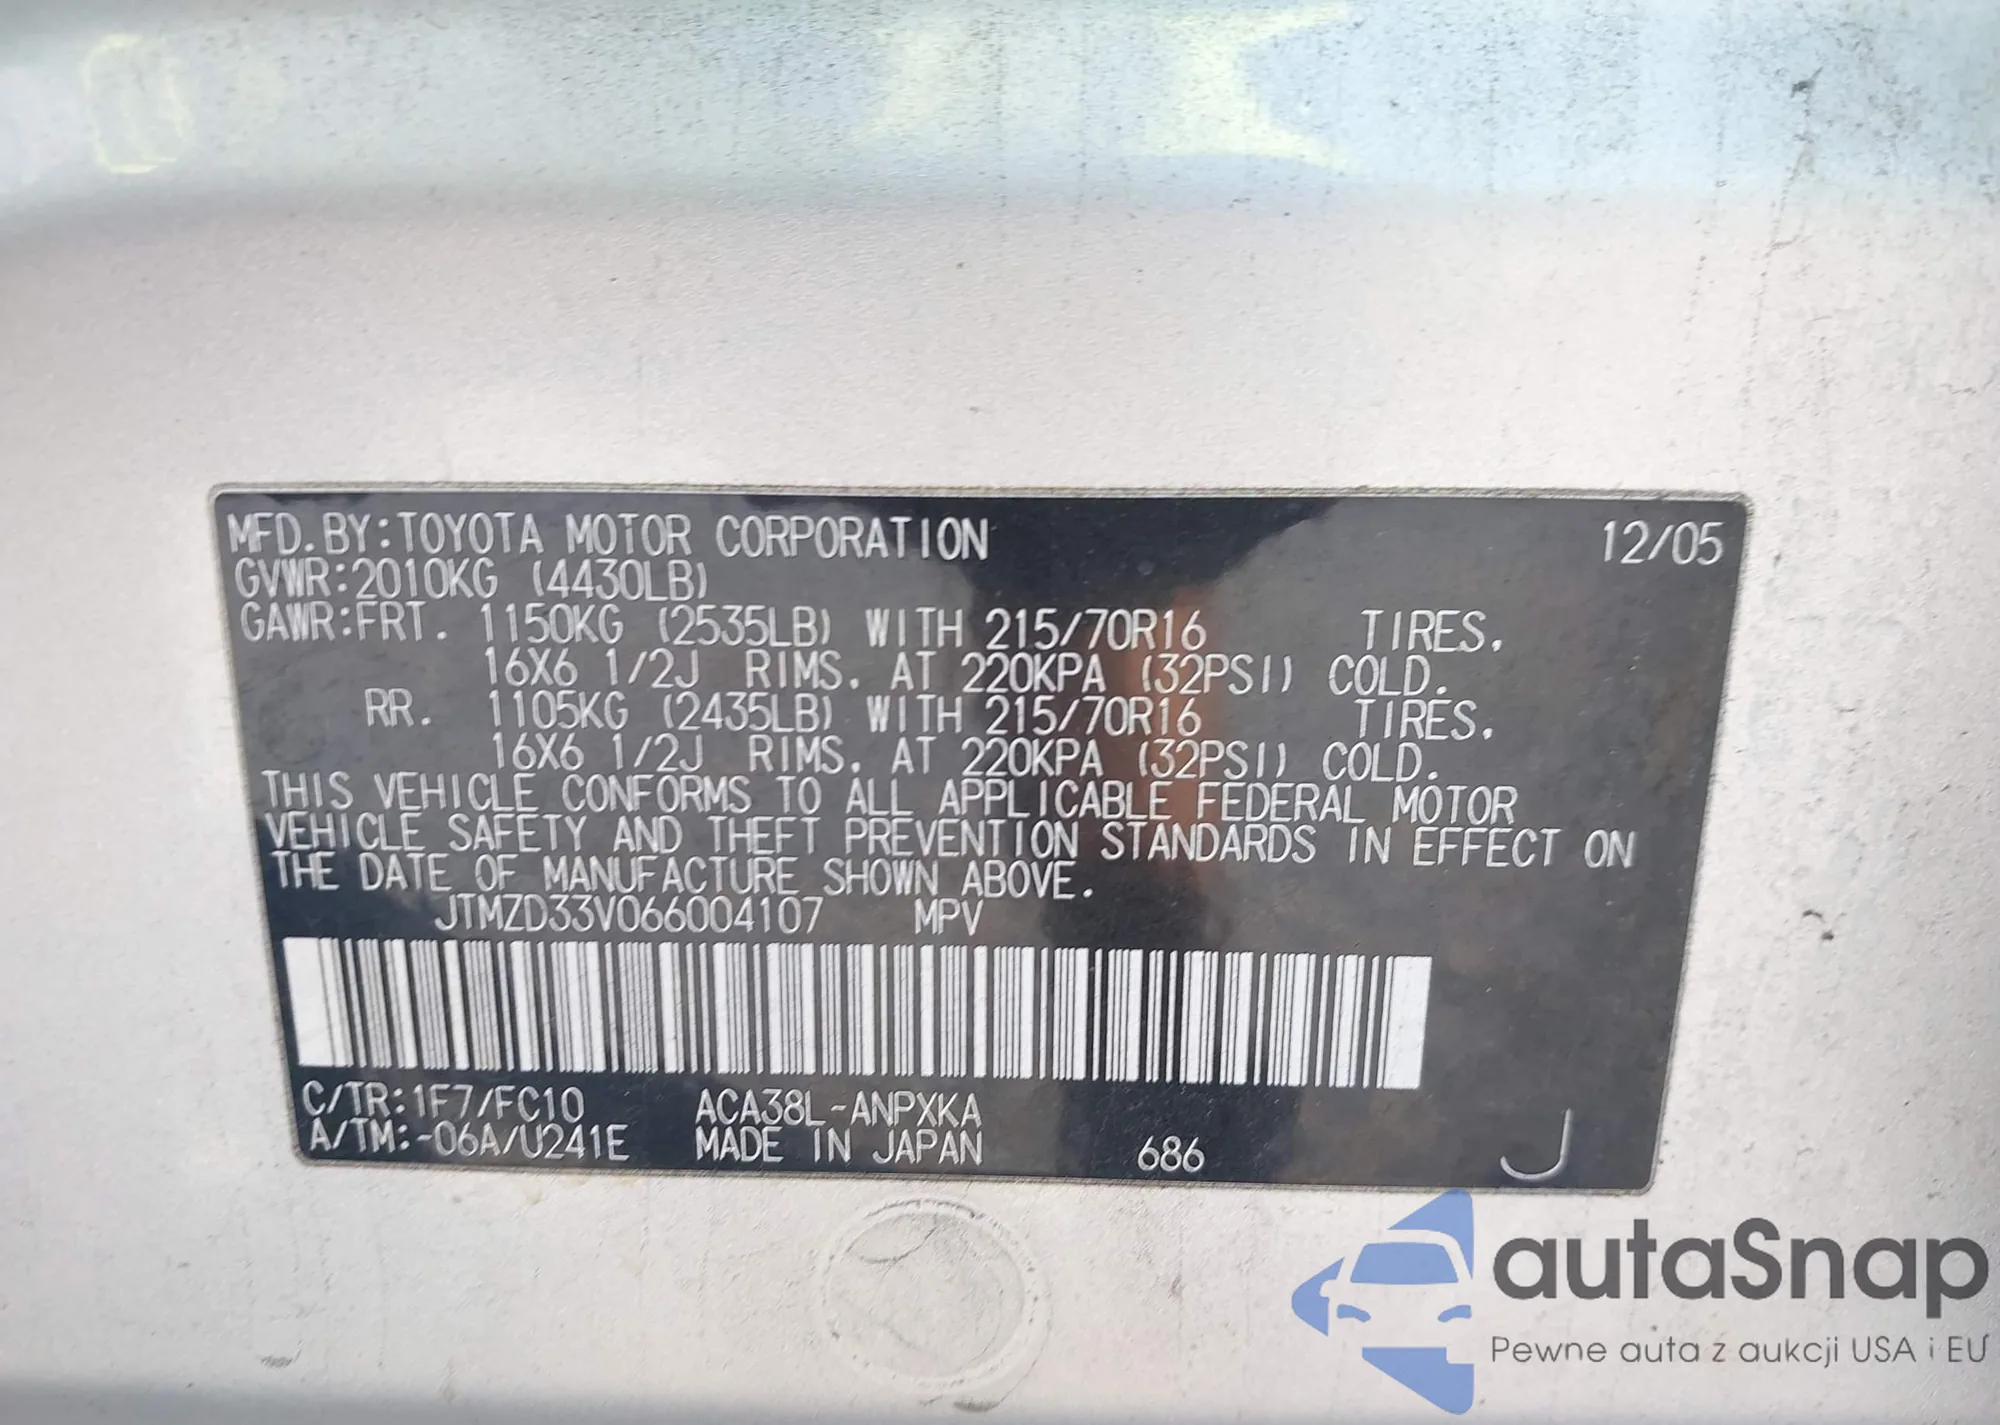 MFD.BY:TOYOTA MOTOR CORPORATION 12/05
GVWR:2010KG (4430LB)
GAWR:FRT. 1150KG (2535LB) WITH 215/70R16 TIRES.
16X6 1/2J RIMS. AT 220KPA (32PSI) COLD.
RR. 1105KG (2435LB) WITH 215/70R16 TIRES.
16X6 1/2J RIMS. AT 220KPA (32PSI) COLD.
THIS VEHICLE CONFORMS TO ALL APPLICABLE FEDERAL MOTOR
VEHICLE SAFETY AND THEFT PREVENTION STANDARDS IN EFFECT ON
THE DATE OF MANUFACTURE SHOWN ABOVE.
JTMZD33V066004107 MPV
C/TR:1F7/FC10 ACA38L-ANPXKA
A/TM:-06A/U241E MADE IN JAPAN 686 J
autaSnap
Pewne auta z aukcji USA i EU